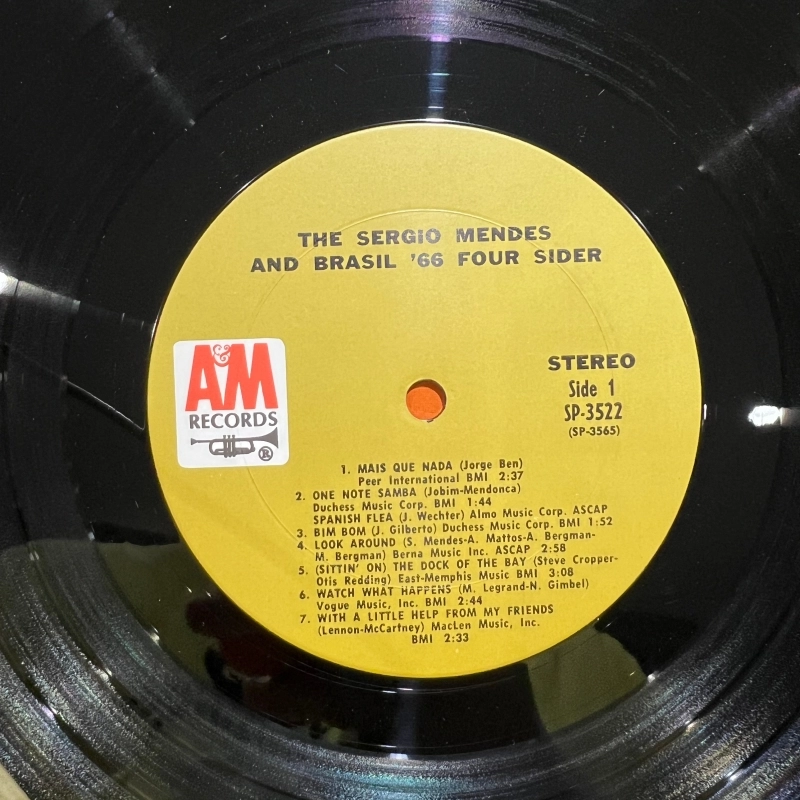 THE SERGIO MENDES
AND BRASIL '66 FOUR SIDER
A&M
RECORDS
®
STEREO
Side 1
SP-3522
(SP-3565)
1. MAIS QUE NADA (Jorge Ben)
Peer International BMI 2:37
2. ONE NOTE SAMBA (Jobim-Mendonca)
Duchess Music Corp. BMI 1:44
SPANISH FLEA (J. Wechter) Almo Music Corp. ASCAP
3. BIM BOM (J. Gilberto) Duchess Music Corp. BMI 1:52
4. LOOK AROUND (S. Mendes-A. Mattos-A. Bergman-
M. Bergman) Berna Music Inc. ASCAP 2:58
5. (SITTIN' ON) THE DOCK OF THE BAY (Steve Cropper-
Otis Redding) East-Memphis Music BMI 3:08
6. WATCH WHAT HAPPENS (M. Legrand-N. Gimbel)
Vogue Music, Inc. BMI 2:44
7. WITH A LITTLE HELP FROM MY FRIENDS
(Lennon-McCartney) MacLen Music, Inc.
BMI 2:33